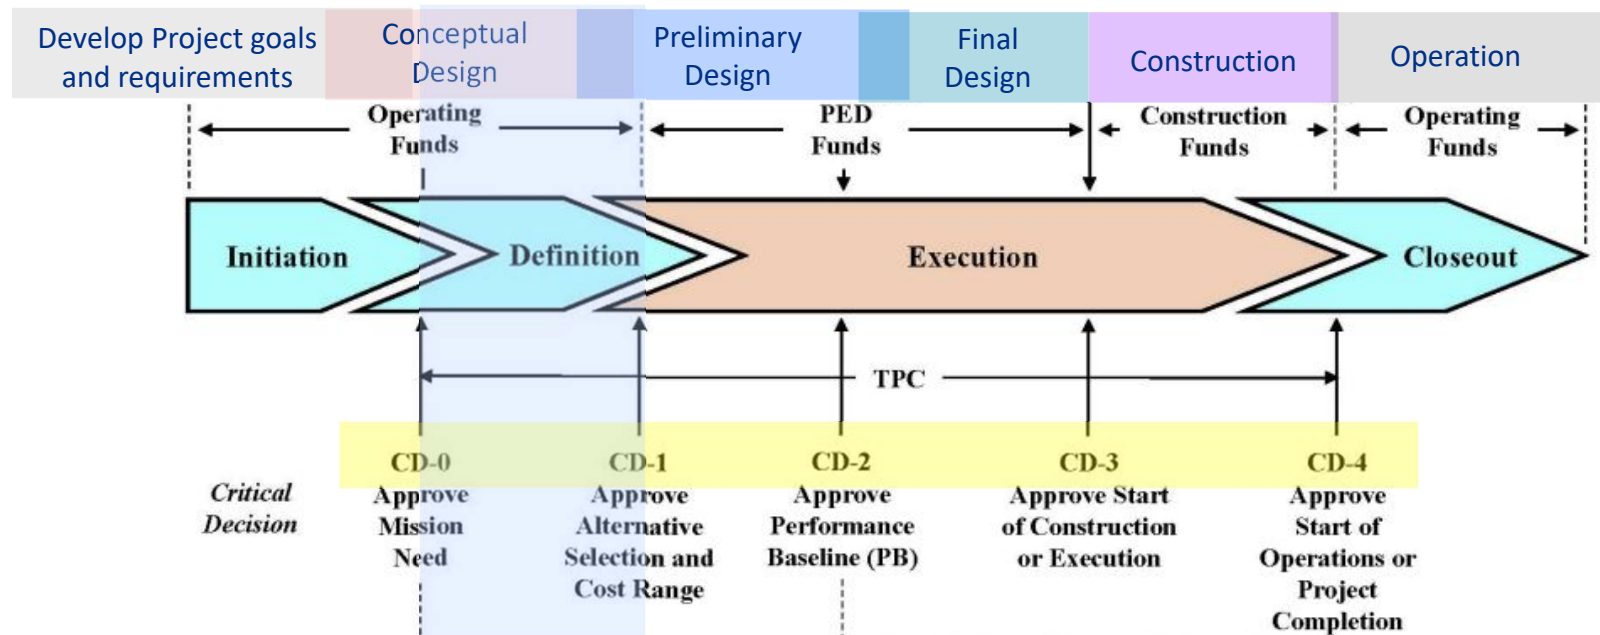 Develop Project goals
and requirements
Conceptual
Design
Preliminary
Design
Final
Design
Construction
Operation
Operating
Funds
PED
Funds
Construction
Funds
Operating
Funds
Initiation
Definition
Execution
Closeout
TPC
Critical
Decision
CD-0
Approve
Mission
Need
CD-1
Approve
Alternative
Selection and
Cost Range
CD-2
Approve
Performance
Baseline (PB)
CD-3
Approve Start
of Construction
or Execution
CD-4
Approve
Start of
Operations or
Project
Completion